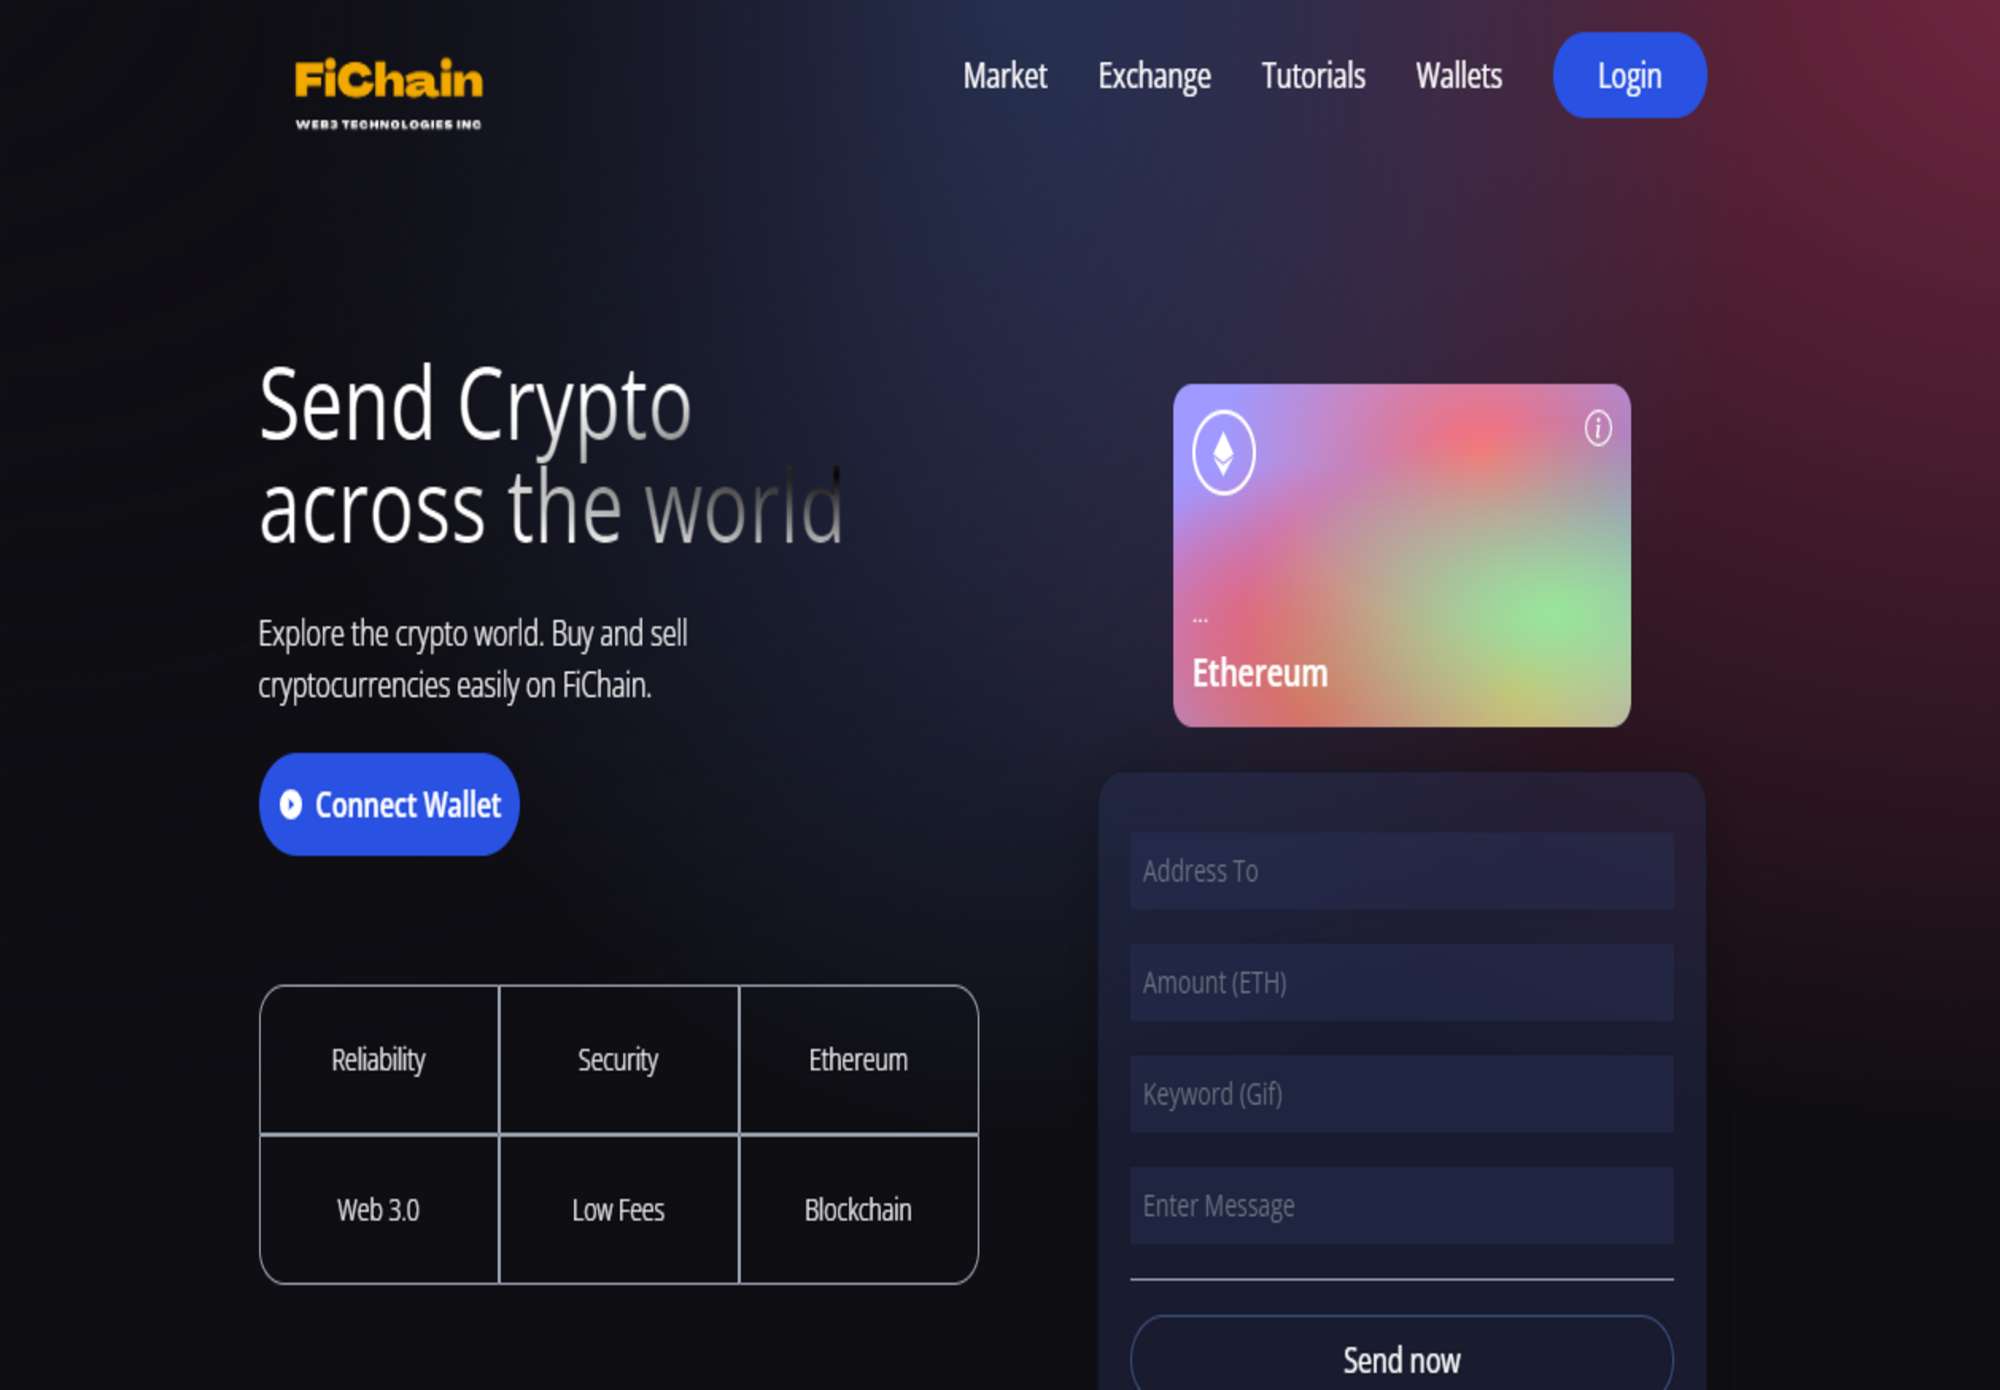 FiChain
WEB3 TECHNOLOGIES INC
Market
Exchange
Tutorials
Wallets
Login
Send Crypto
across the world
Explore the crypto world. Buy and sell
cryptocurrencies easily on FiChain.
Connect Wallet
Reliability
Security
Ethereum
Web 3.0
Low Fees
Blockchain
i
...
Ethereum
Address To
Amount (ETH)
Keyword (Gif)
Enter Message
Send now